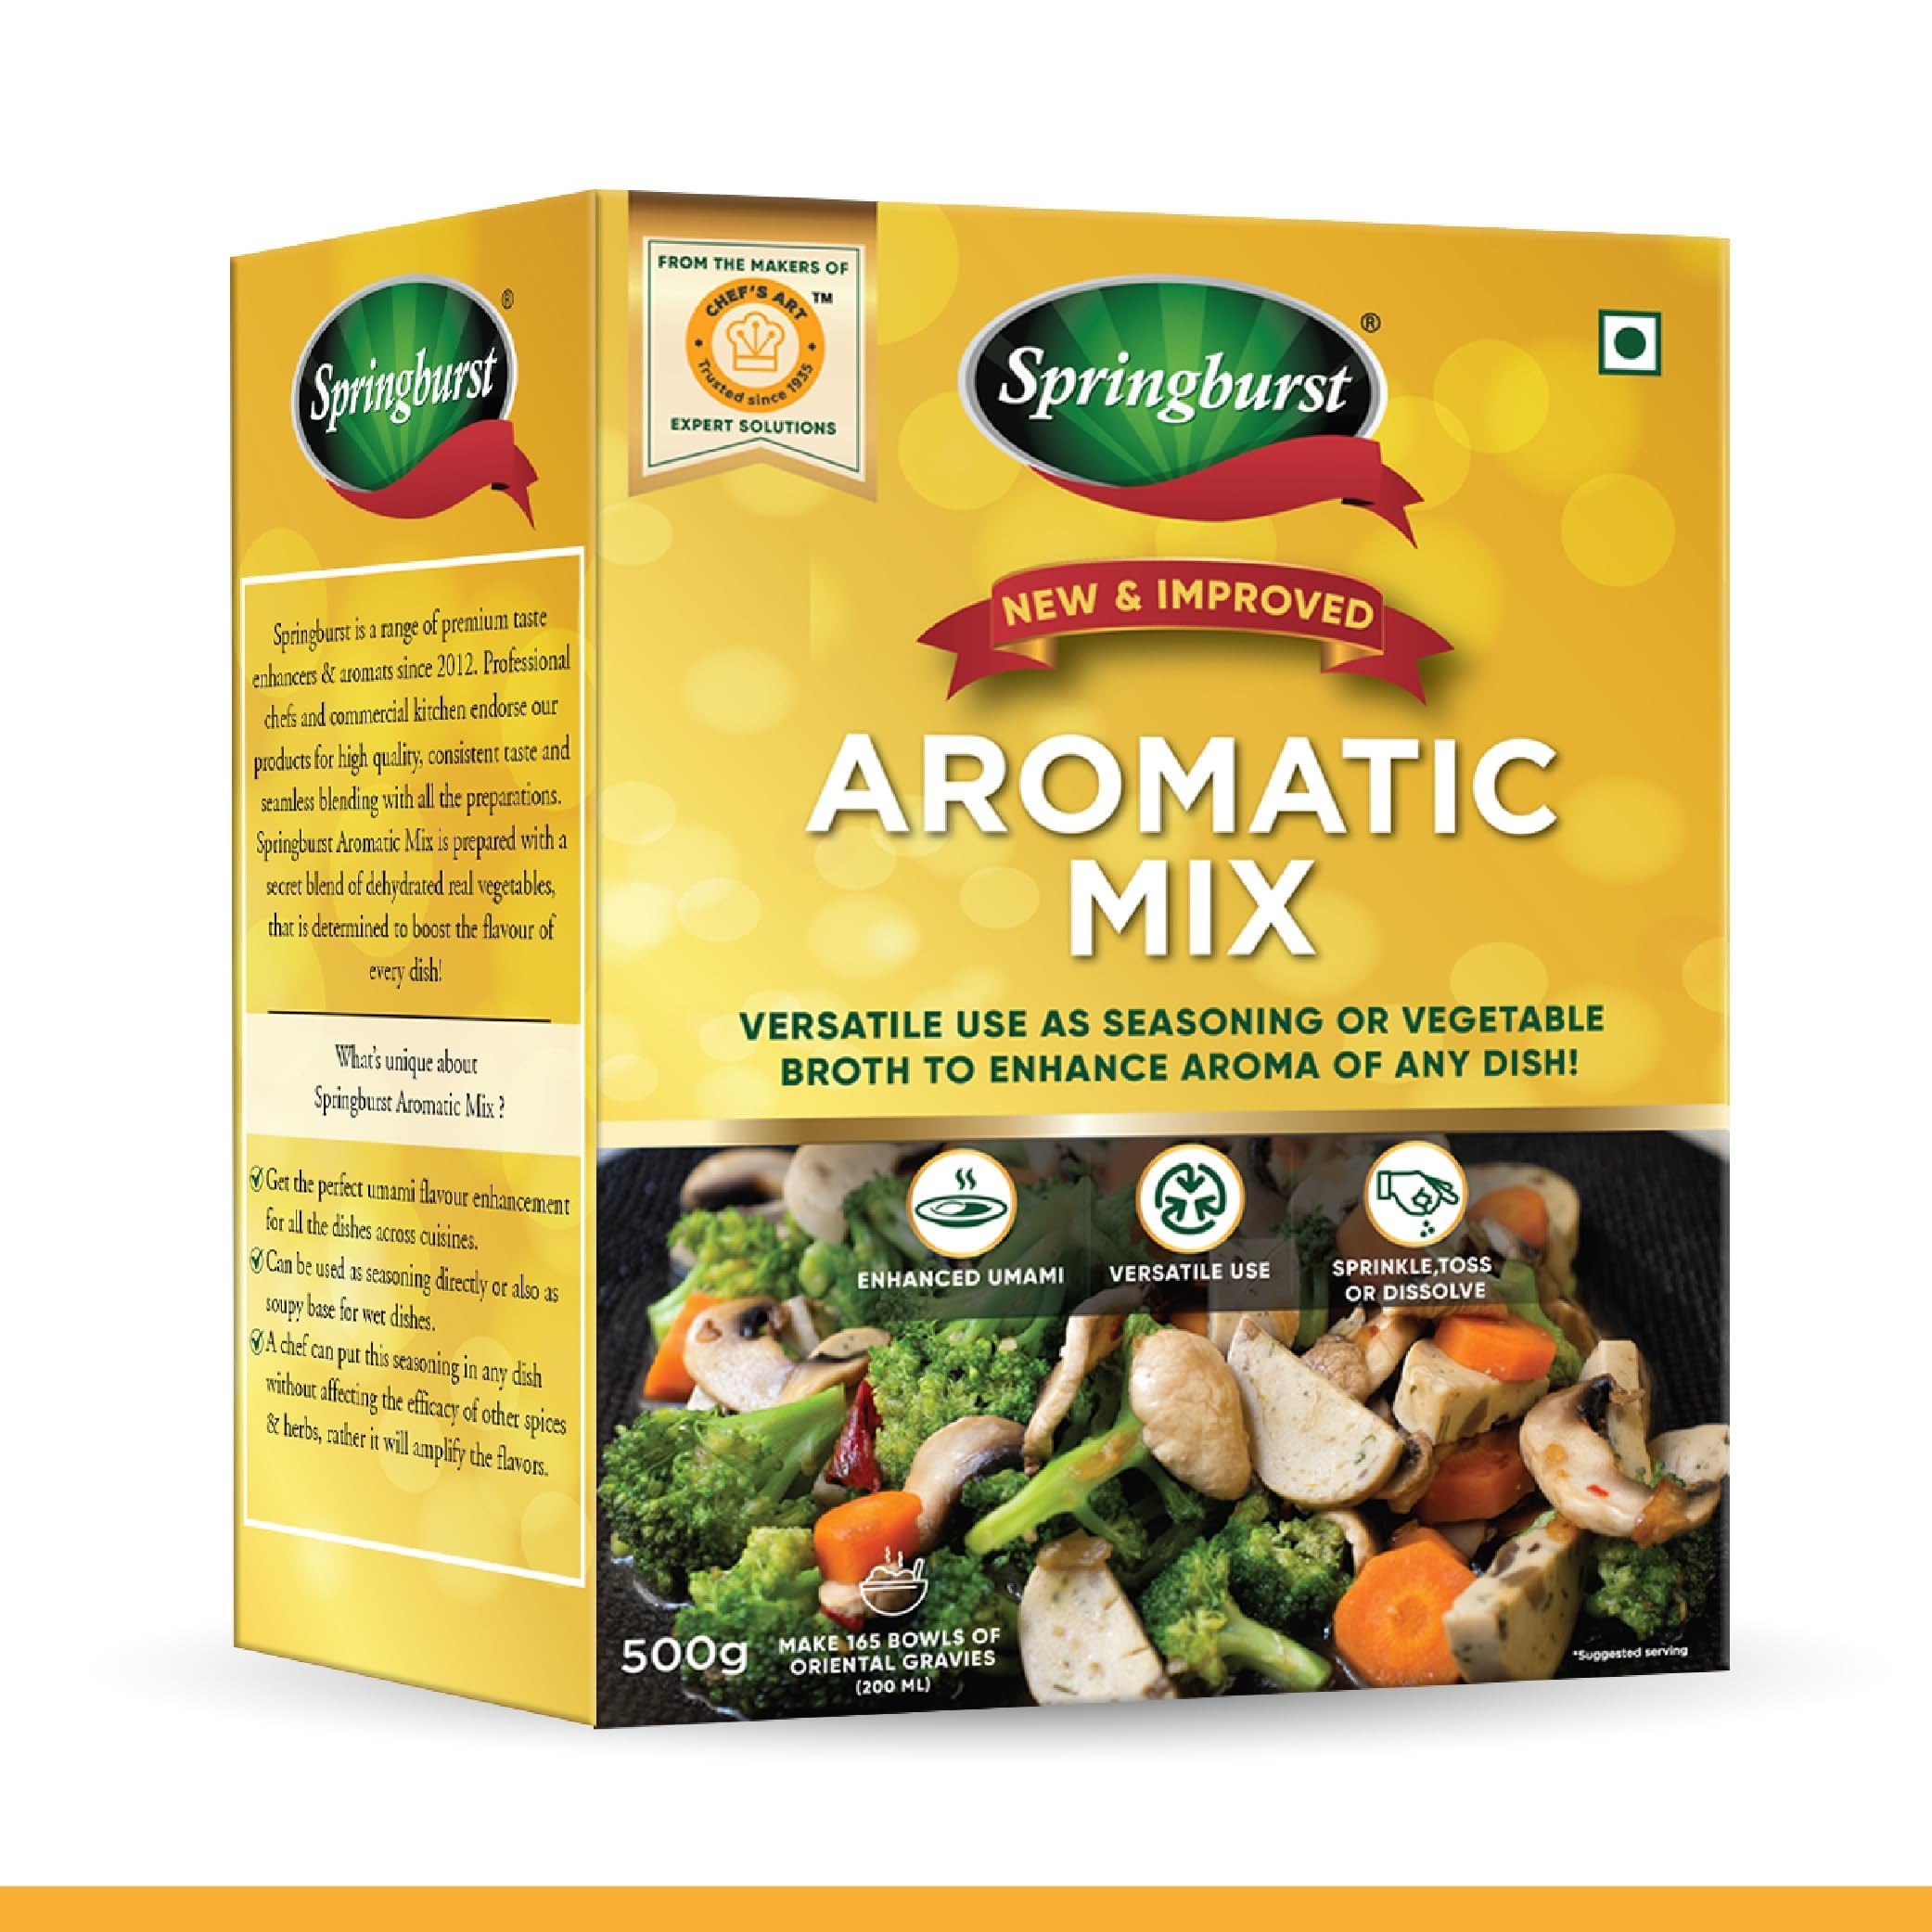 Springburst ®
Springburst is a range of premium taste
enhancers & aromats since 2012. Professional
chefs and commercial kitchen endorse our
products for high quality, consistent taste and
seamless blending with all the preparations.
Springburst Aromatic Mix is prepared with a
secret blend of dehydrated real vegetables,
that is determined to boost the flavour of
every dish!
What's unique about
Springburst Aromatic Mix ?
Get the perfect umami flavour enhancement
for all the dishes across cuisines.
Can be used as seasoning directly or also as
soupy base for wet dishes.
A chef can put this seasoning in any dish
without affecting the efficacy of other spices
& herbs, rather it will amplify the flavors.
FROM THE MAKERS OF
CHEF'S ART TM
Trusted since 1935
EXPERT SOLUTIONS
Springburst ®
NEW & IMPROVED
AROMATIC
MIX
VERSATILE USE AS SEASONING OR VEGETABLE
BROTH TO ENHANCE AROMA OF ANY DISH!
ENHANCED UMAMI
VERSATILE USE
SPRINKLE,TOSS
OR DISSOLVE
500g
MAKE 165 BOWLS OF
ORIENTAL GRAVIES
(200 ML)
*Suggested serving